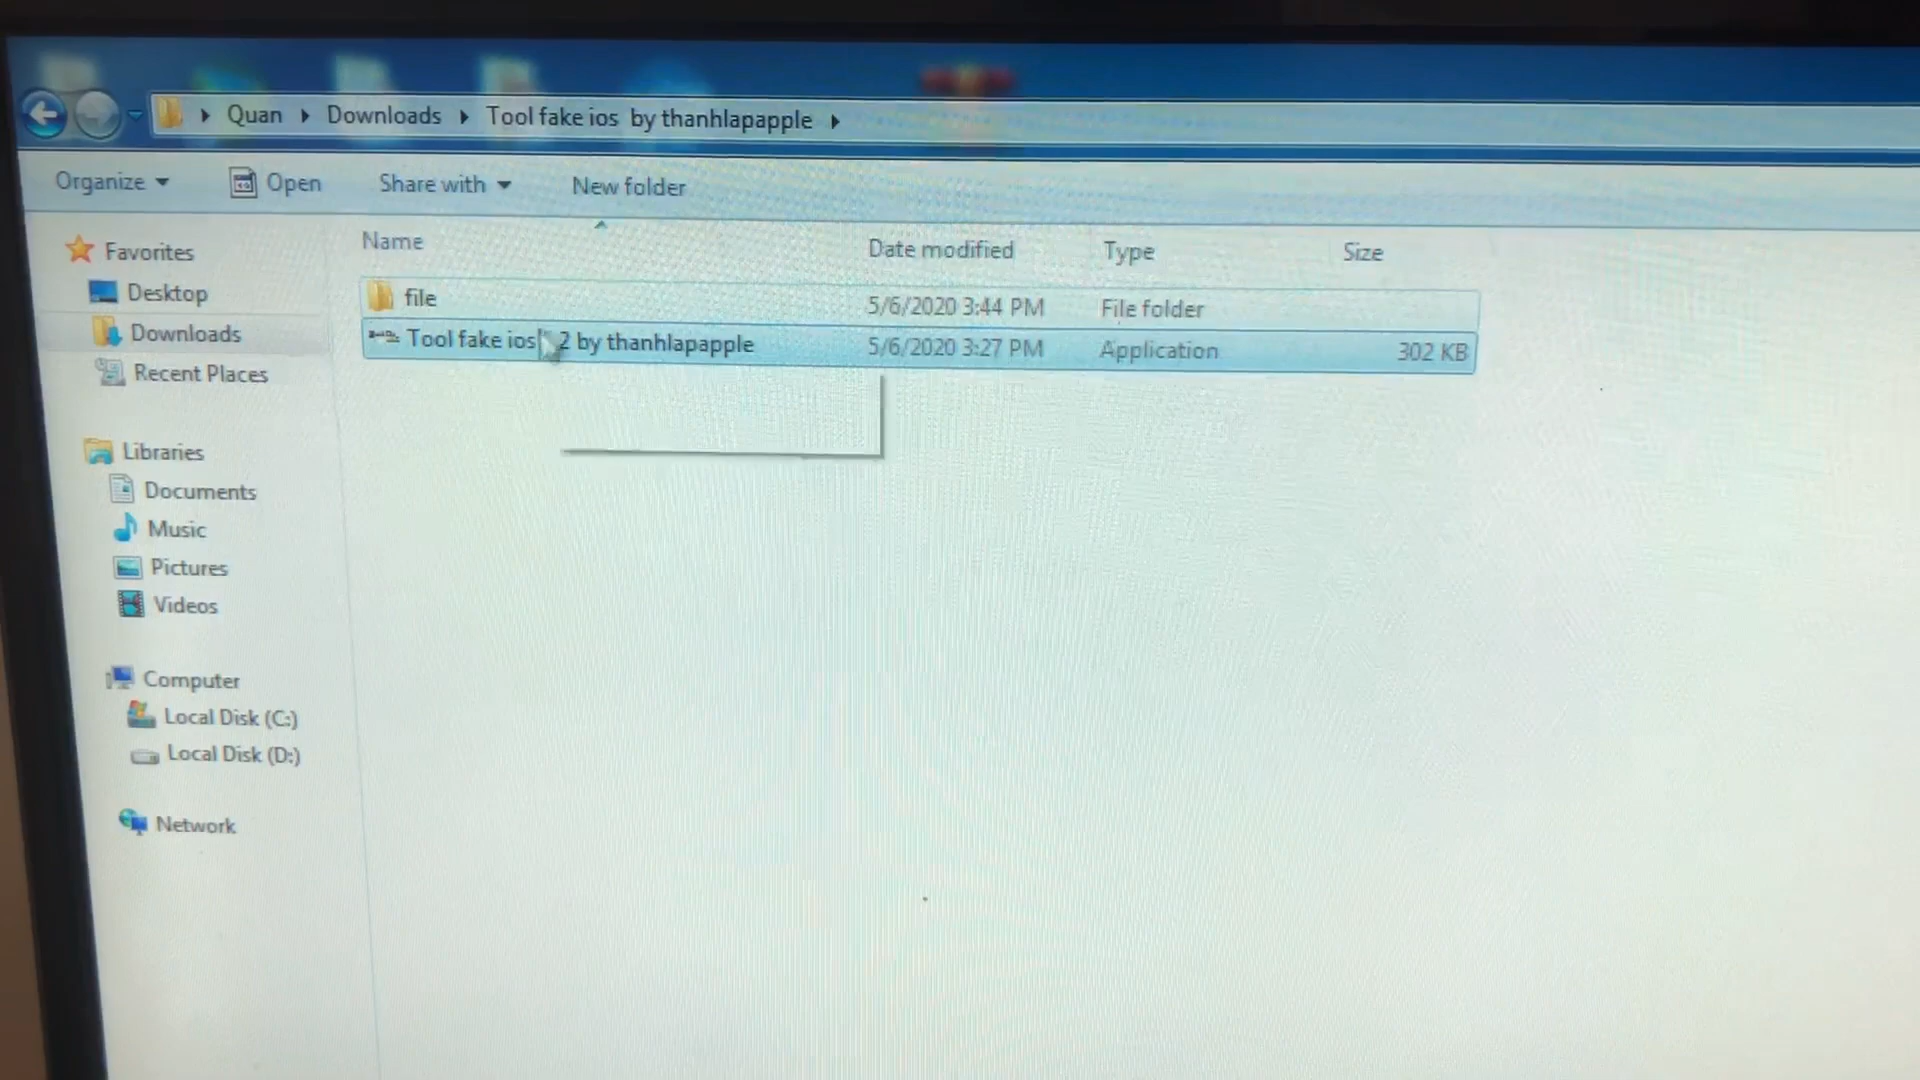 Quan Downloads Tool fake ios by thanhlapapple
Organize Open Share with New folder
Name Date modified Type Size
file 5/6/2020 3:44 PM File folder
Tool fake ios 2 by thanhlapapple 5/6/2020 3:27 PM Application 302 KB
Favorites
Desktop
Downloads
Recent Places
Libraries
Documents
Music
Pictures
Videos
Computer
Local Disk (C:)
Local Disk (D:)
Network